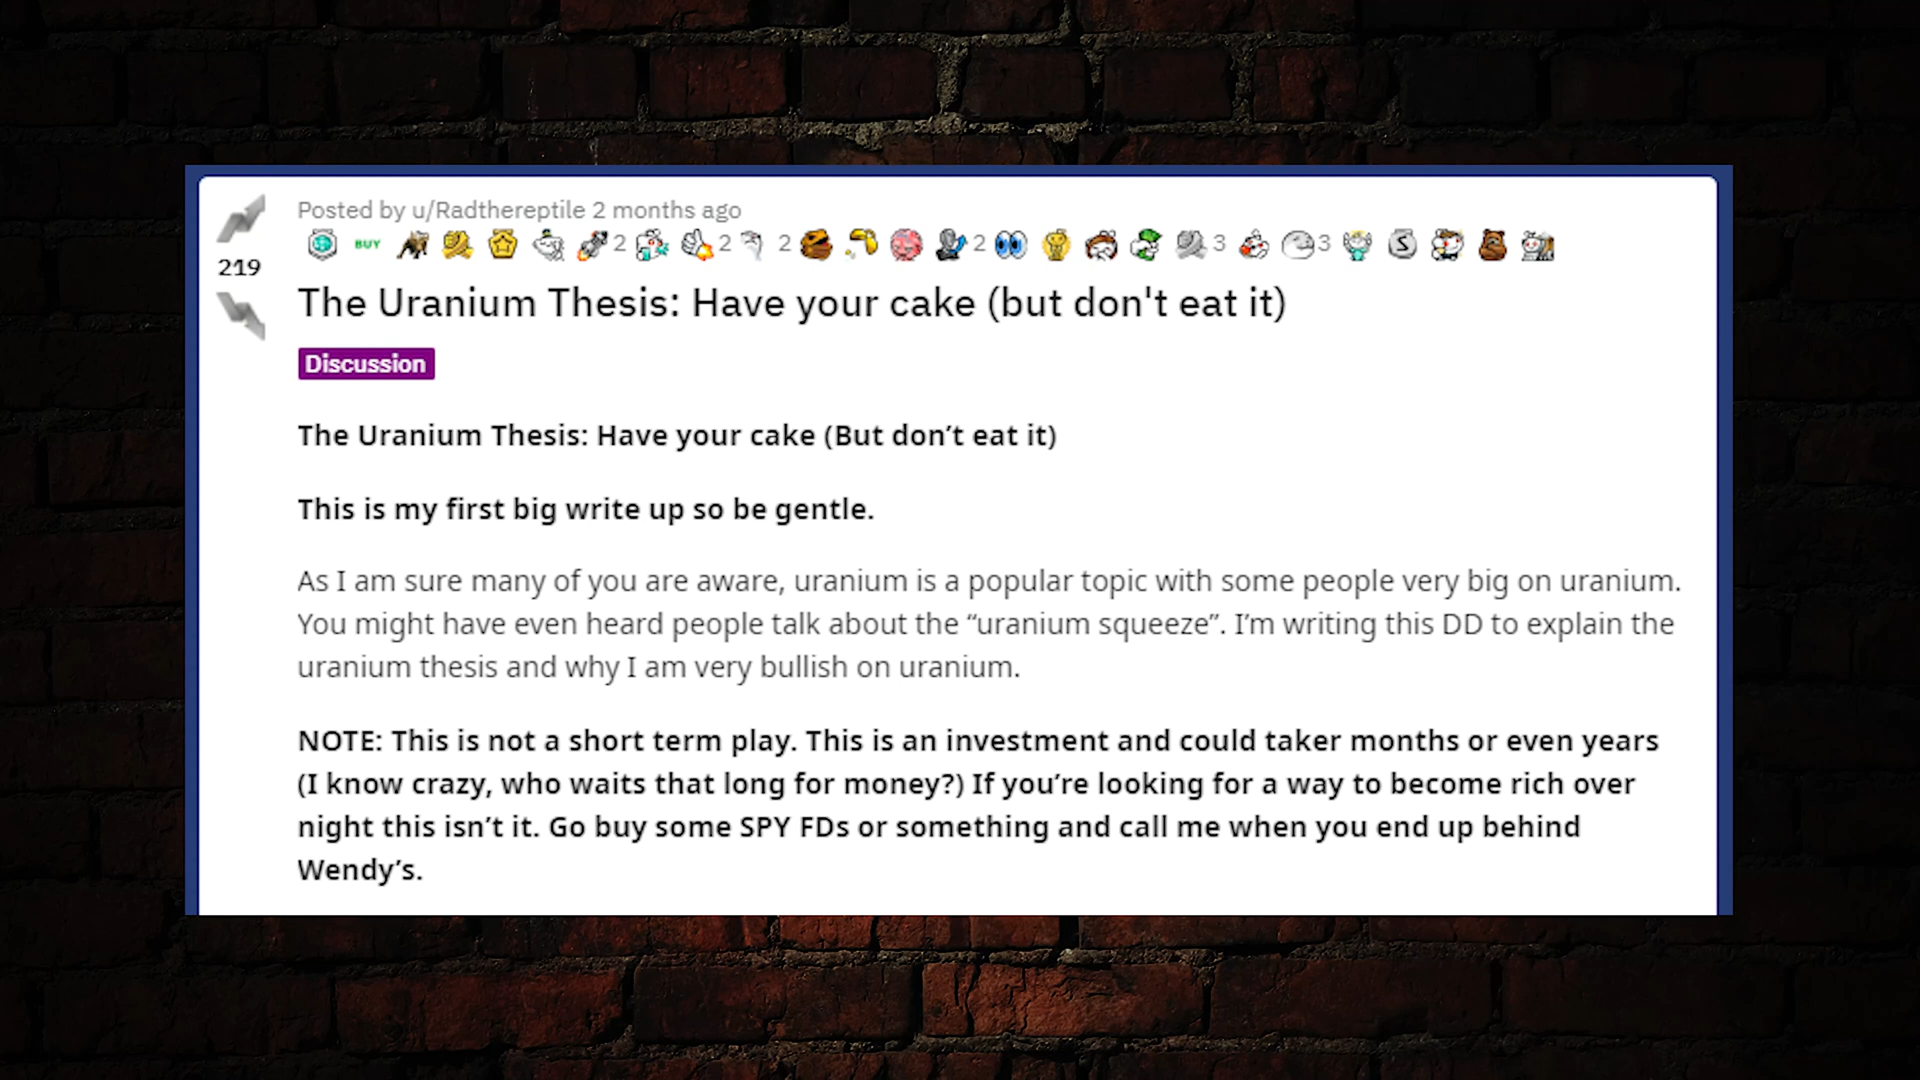 Posted by u/Radthereptile 2 months ago
BUY 2 2 2 2 3 3 S
219
The Uranium Thesis: Have your cake (but don't eat it)
Discussion
The Uranium Thesis: Have your cake (But don’t eat it)
This is my first big write up so be gentle.
As I am sure many of you are aware, uranium is a popular topic with some people very big on uranium.
You might have even heard people talk about the “uranium squeeze”. I’m writing this DD to explain the
uranium thesis and why I am very bullish on uranium.
NOTE: This is not a short term play. This is an investment and could taker months or even years
(I know crazy, who waits that long for money?) If you’re looking for a way to become rich over
night this isn’t it. Go buy some SPY FDs or something and call me when you end up behind
Wendy’s.